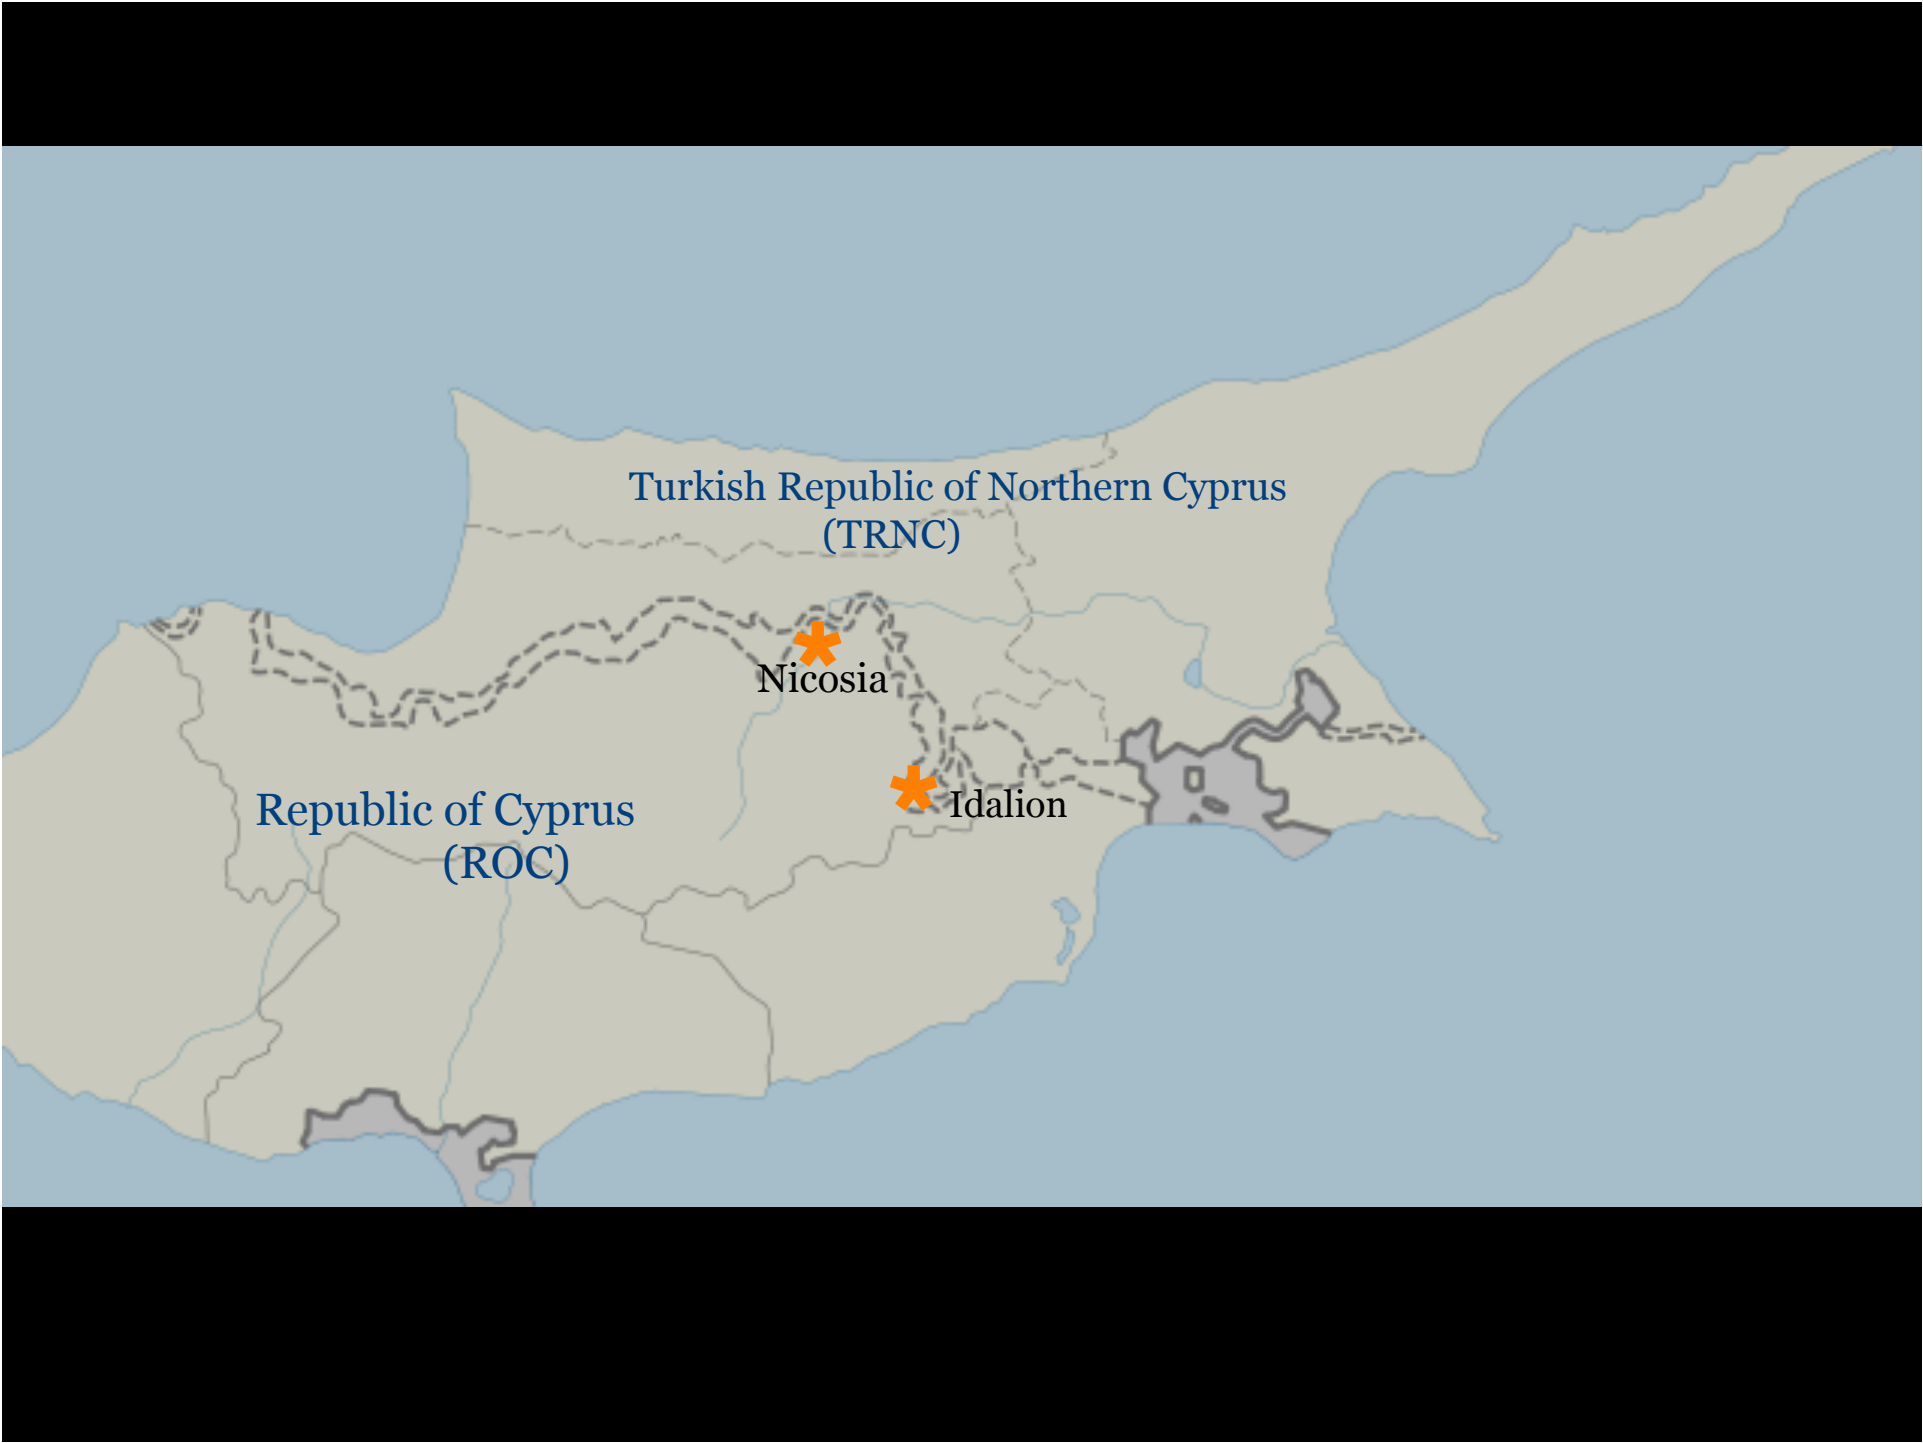 Turkish Republic of Northern Cyprus
(TRNC)
Nicosia
Idalion
Republic of Cyprus
(ROC)